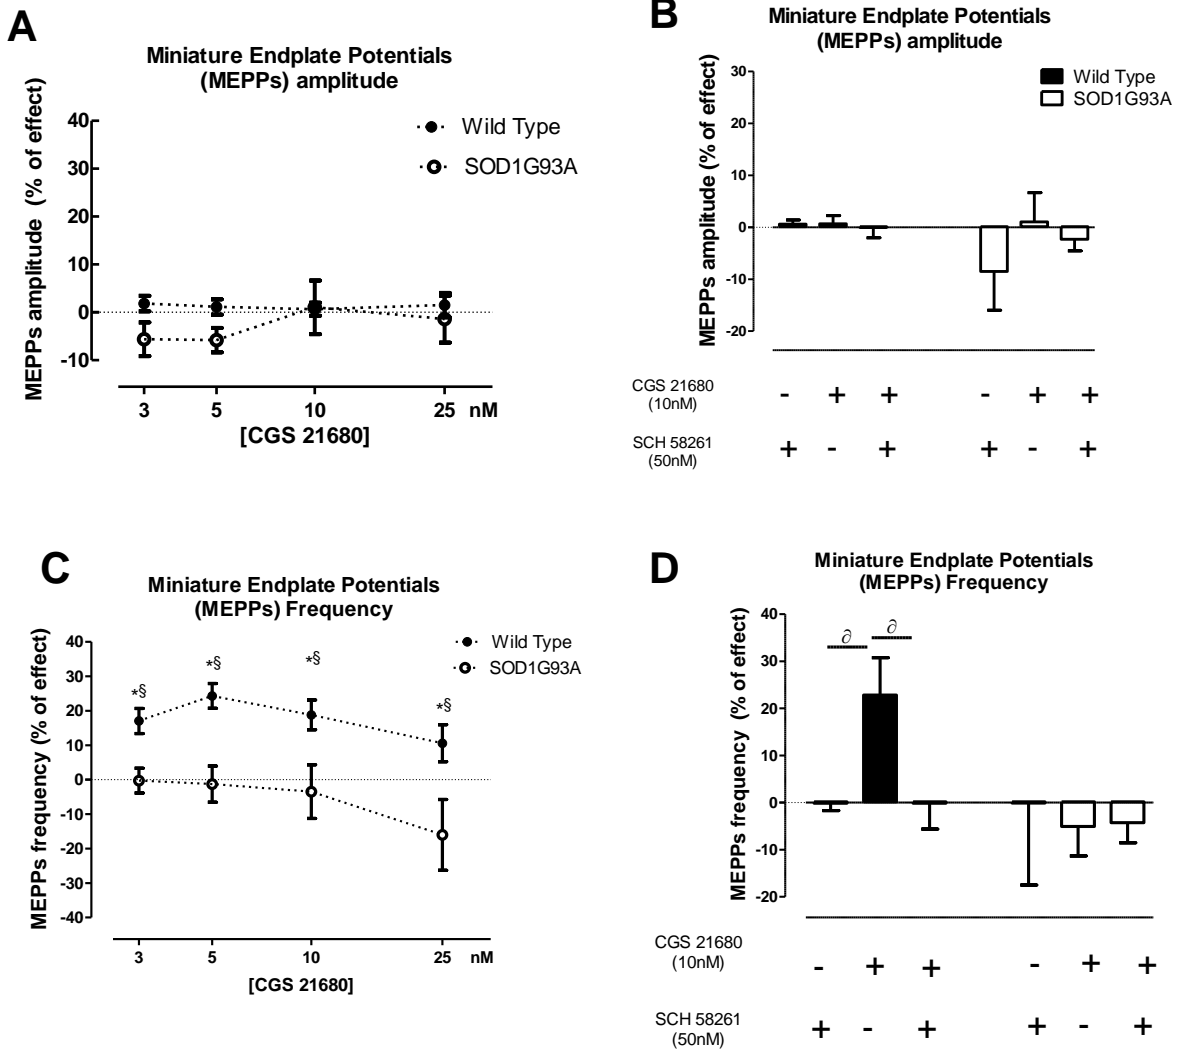 A
Miniature Endplate Potentials
(MEPPs) amplitude
MEPPs amplitude (% of effect)
40
30
20
10
0
-10
Wild Type
SOD1G93A
3 5 10 25 nM
[CGS 21680]
B
Miniature Endplate Potentials
(MEPPs) amplitude
MEPPs amplitude (% of effect)
30
20
10
0
-10
-20
Wild Type
SOD1G93A
CGS 21680
(10nM)
- + + - + +
SCH 58261
(50nM)
+ - + + - +
C
Miniature Endplate Potentials
(MEPPs) Frequency
MEPPs frequency (% of effect)
40
30
20
10
0
-10
-20
-30
-40
Wild Type
SOD1G93A
*§ *§ *§ *§
3 5 10 25 nM
[CGS 21680]
D
Miniature Endplate Potentials
(MEPPs) Frequency
MEPPs frequency (% of effect)
40
30
20
10
0
-10
-20
∂ ∂
CGS 21680
(10nM)
- + + - + +
SCH 58261
(50nM)
+ - + + - +